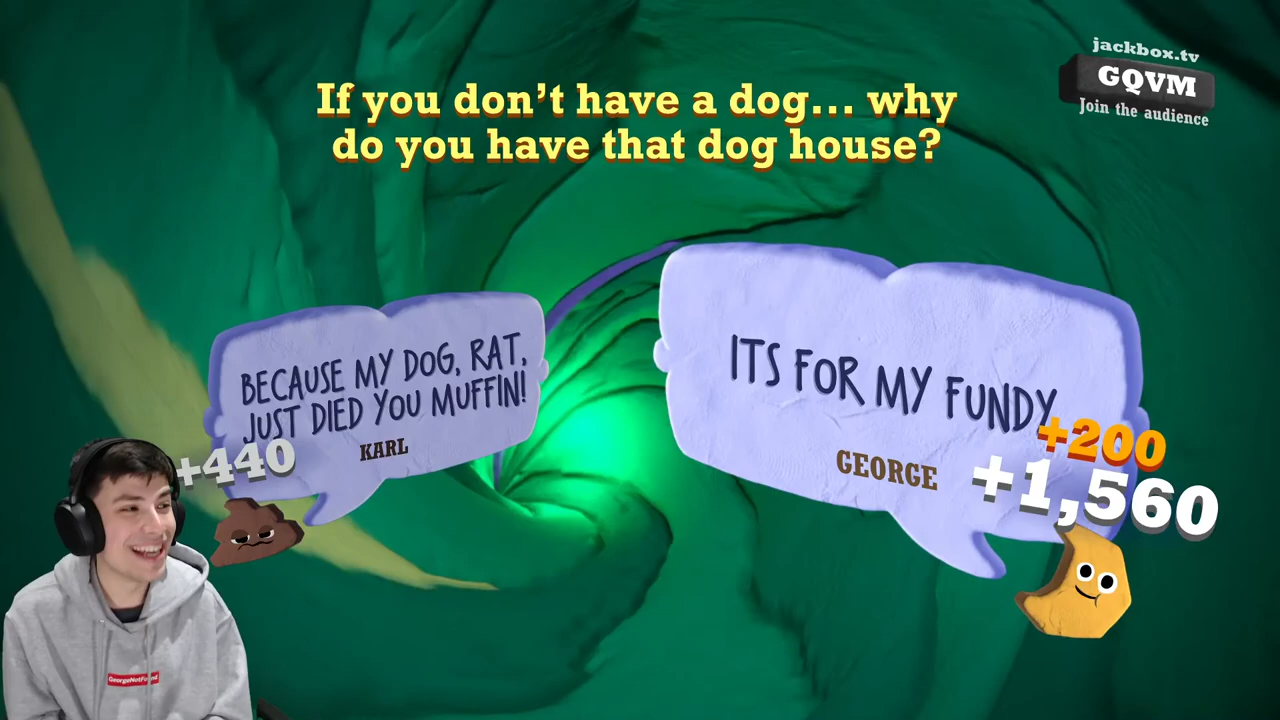 jackbox.tv
GQVM
Join the audience
If you don't have a dog... why
do you have that dog house?
BECAUSE MY DOG, RAT,
JUST DIED YOU MUFFIN!
KARL
+440
ITS FOR MY FUNDY
GEORGE
+200
+1,560
GeorgeNotFound